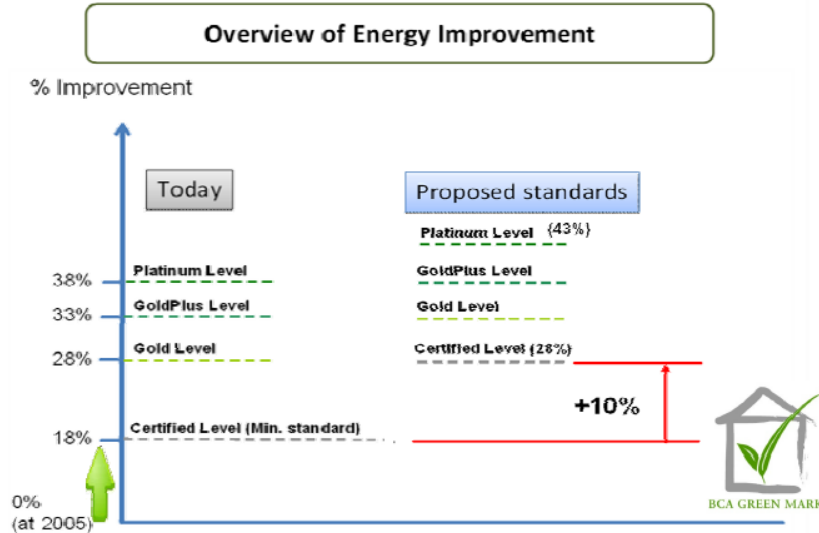 Overview of Energy Improvement
% Improvement
Today
Proposed standards
Platinum Level (43%)
38%
Platinum Level
GoldPlus Level
33%
GoldPlus Level
Gold Level
28%
Gold Level
Certified Level (28%)
+10%
18%
Certified Level (Min. standard)
0%
(at 2005)
BCA GREEN MARK